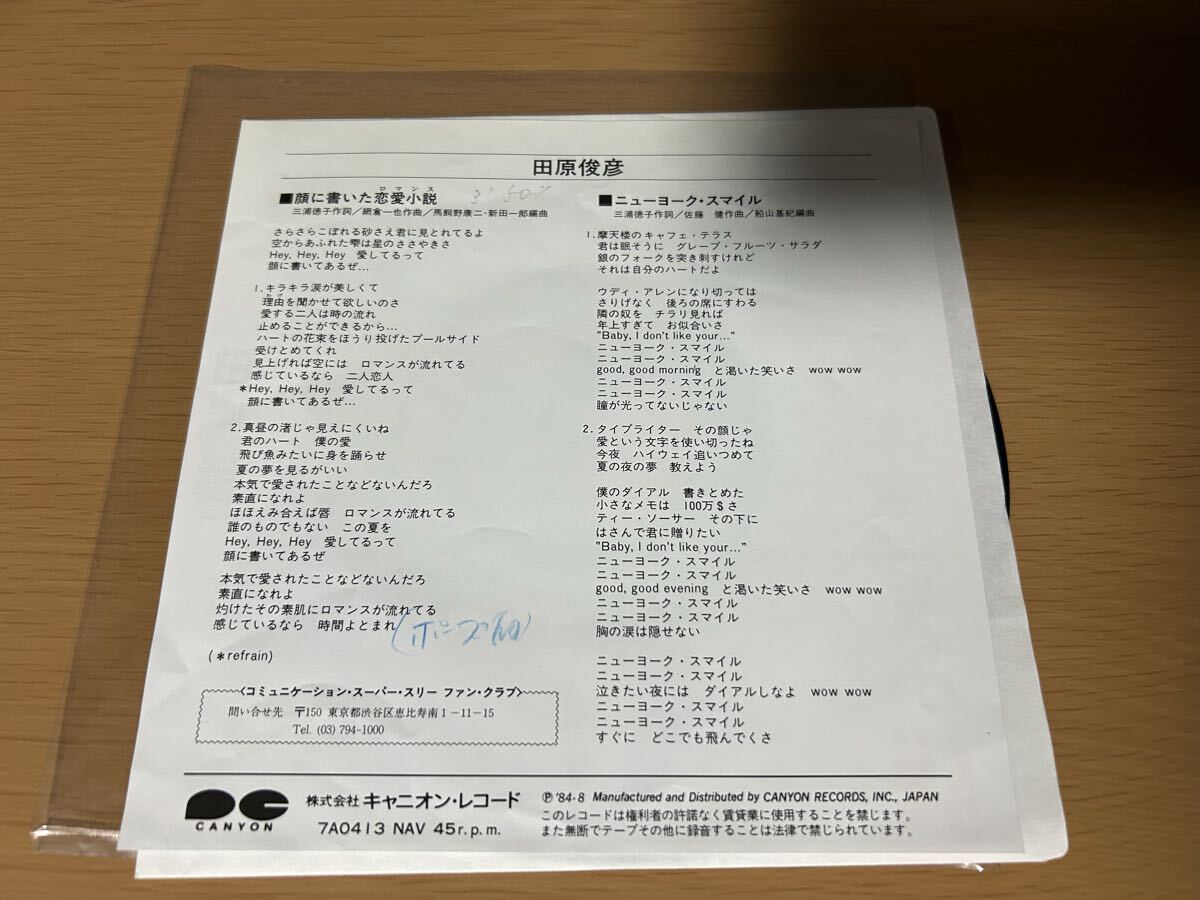 田原俊彦
■顔に書いた恋愛小説
ロマンス
3'50"
三浦徳子作詞／網倉一也作曲／馬飼野康二・新田一郎編曲
さらさらこぼれる砂さえ君に見とれてるよ
空からあふれた雫は星のささやきさ
Hey, Hey, Hey 愛してるって
顔に書いてあるぜ…
1.キラキラ涙が美しくて
理由を聞かせて欲しいのさ
わけ
愛する二人は時の流れ
止めることができるから…
ハートの花束をほうり投げたプールサイド
受けとめてくれ
見上げれば空には ロマンスが流れてる
感じているなら 二人恋人
＊Hey, Hey, Hey 愛してるって
顔に書いてあるぜ…
2.真昼の渚じゃ見えにくいね
君のハート 僕の愛
飛び魚みたいに身を踊らせ
夏の夢を見るがいい
本気で愛されたことなどないんだろ
素直になれよ
ほほえみ合えば唇 ロマンスが流れてる
誰のものでもない この夏を
Hey, Hey, Hey 愛してるって
顔に書いてあるぜ
本気で愛されたことなどないんだろ
素直になれよ
灼けたその素肌にロマンスが流れてる
感じているなら 時間よとまれ
(＊refrain)
〈コミュニケーション・スーパー・スリー ファン・クラブ〉
問い合せ先 〒150 東京都渋谷区恵比寿南1－11－15
Tel. (03) 794-1000
■ニューヨーク・スマイル
三浦徳子作詞／佐藤 健作曲／船山基紀編曲
1.摩天楼のキャフェ・テラス
君は眠そうに グレープ・フルーツ・サラダ
銀のフォークを突き刺すけれど
それは自分のハートだよ
ウディ・アレンになり切っては
さりげなく 後ろの席にすわる
隣の奴を チラリ見れば
年上すぎて お似合いさ
"Baby, I don't like your…"
ニューヨーク・スマイル
ニューヨーク・スマイル
good, good morning と渇いた笑いさ wow wow
ニューヨーク・スマイル
ニューヨーク・スマイル
瞳が光ってないじゃない
2.タイプライター その顔じゃ
愛という文字を使い切ったね
今夜 ハイウェイ追いつめて
夏の夜の夢 教えよう
僕のダイアル 書きとめた
小さなメモは 100万$さ
ティー・ソーサー その下に
はさんで君に贈りたい
"Baby, I don't like your…"
ニューヨーク・スマイル
ニューヨーク・スマイル
good, good evening と渇いた笑いさ wow wow
ニューヨーク・スマイル
ニューヨーク・スマイル
胸の涙は隠せない
ニューヨーク・スマイル
ニューヨーク・スマイル
泣きたい夜には ダイアルしなよ wow wow
ニューヨーク・スマイル
ニューヨーク・スマイル
すぐに どこでも飛んでくさ
CANYON
株式会社 キャニオン・レコード
7A0413 NAV 45r.p.m.
Ⓟ '84・8 Manufactured and Distributed by CANYON RECORDS, INC., JAPAN
このレコードは権利者の許諾なく賃貸業に使用することを禁じます。
また無断でテープその他に録音することは法律で禁じられています。